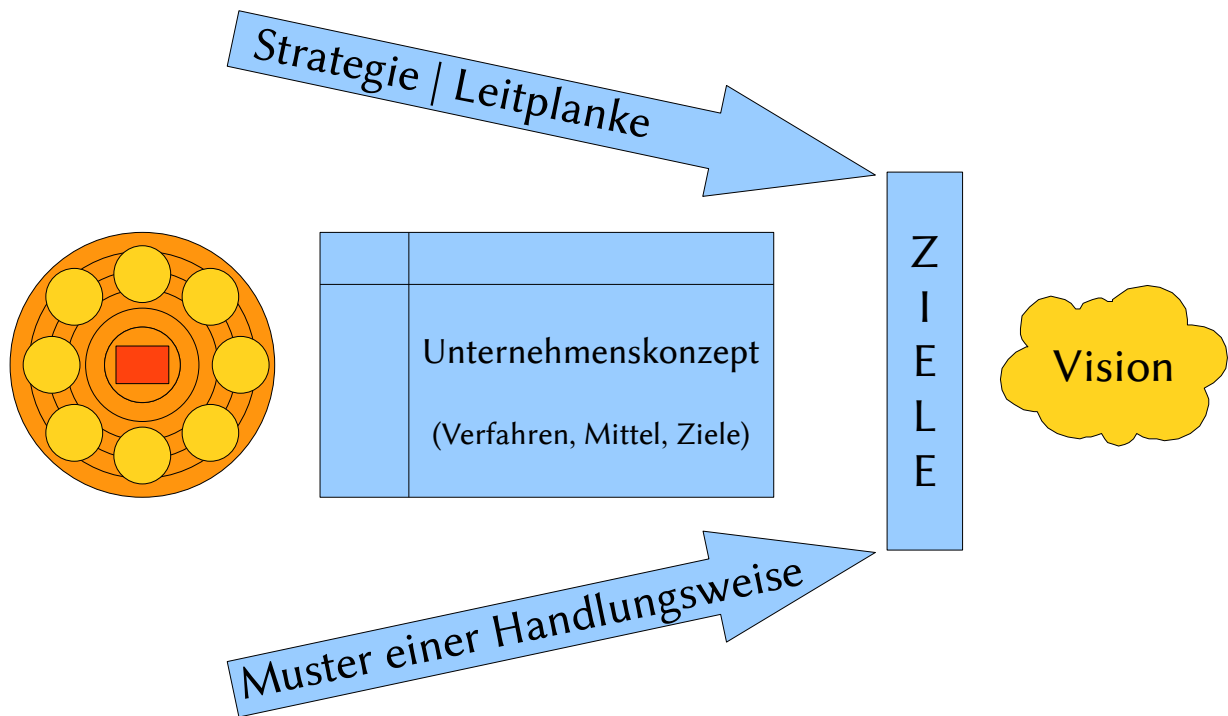 Strategie | Leitplanke
Unternehmenskonzept
(Verfahren, Mittel, Ziele)
Z
I
E
L
E
Vision
Muster einer Handlungsweise